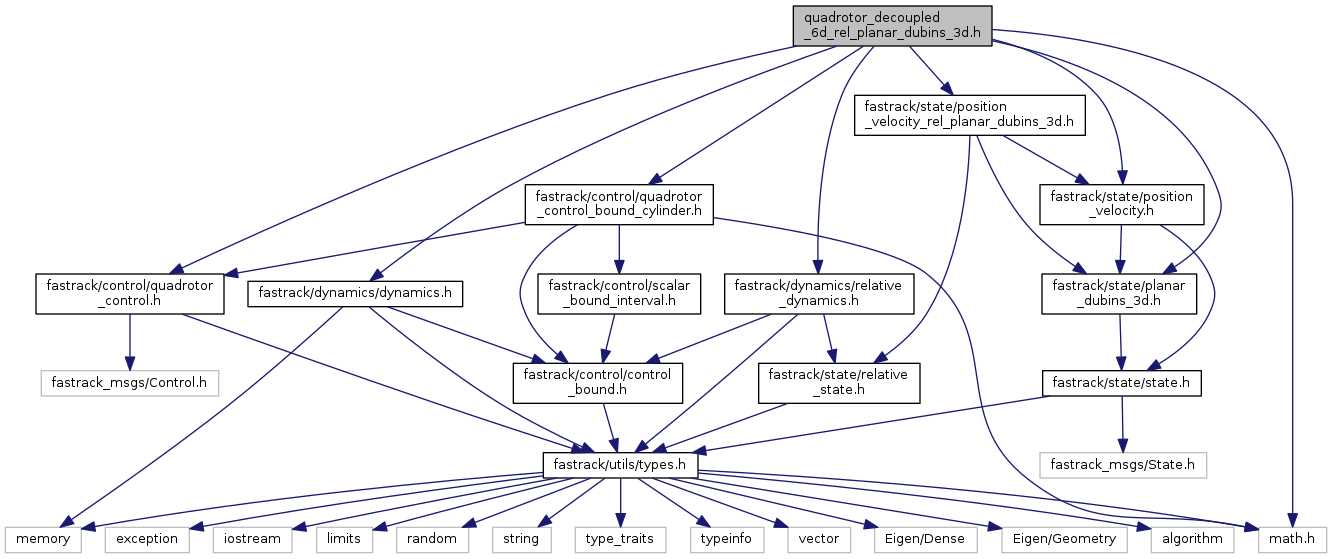 quadrotor_decoupled
_6d_rel_planar_dubins_3d.h
fastrack/state/position
_velocity_rel_planar_dubins_3d.h
fastrack/control/quadrotor
_control_bound_cylinder.h
fastrack/state/position
_velocity.h
fastrack/control/quadrotor
_control.h
fastrack/dynamics/dynamics.h
fastrack/control/scalar
_bound_interval.h
fastrack/dynamics/relative
_dynamics.h
fastrack/state/planar
_dubins_3d.h
fastrack_msgs/Control.h
fastrack/control/control
_bound.h
fastrack/state/relative
_state.h
fastrack/state/state.h
fastrack/utils/types.h
fastrack_msgs/State.h
memory
exception
iostream
limits
random
string
type_traits
typeinfo
vector
Eigen/Dense
Eigen/Geometry
algorithm
math.h